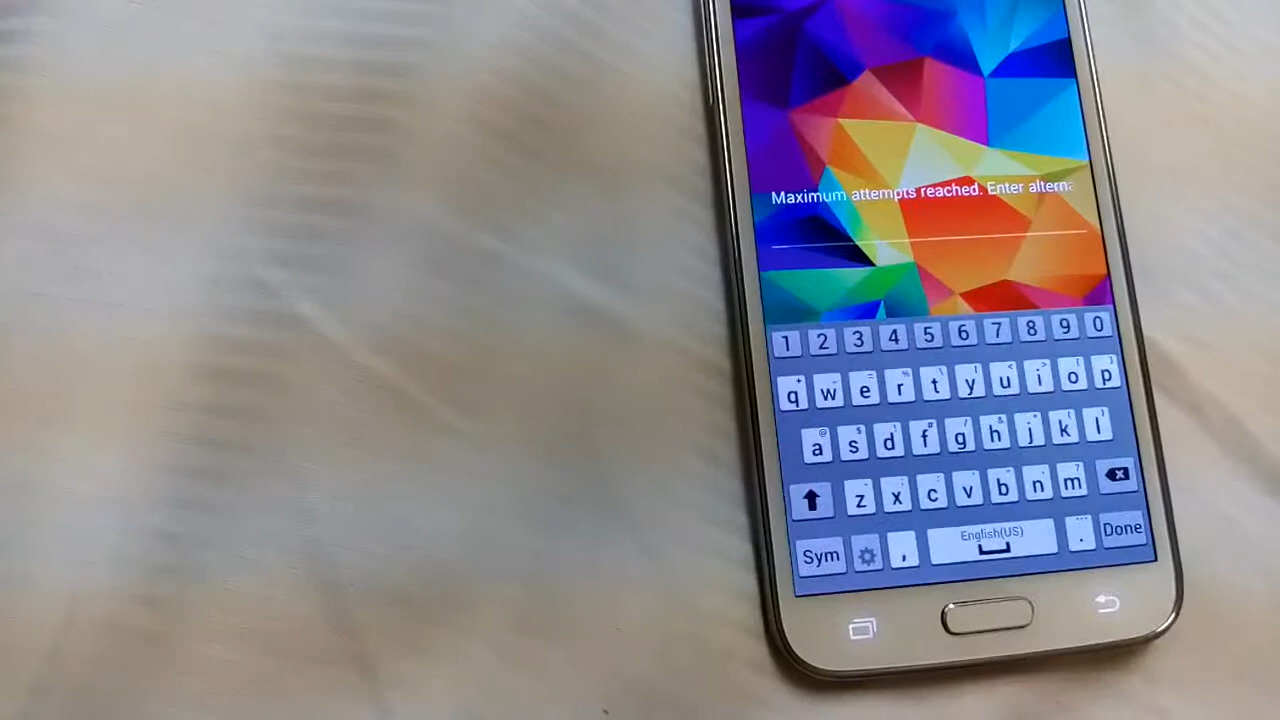 Maximum attempts reached. Enter altern
1 2 3 4 5 6 7 8 9 0
q w e r t y u i o p
a s d f g h j k l
z x c v b n m
Sym , English(US) . Done